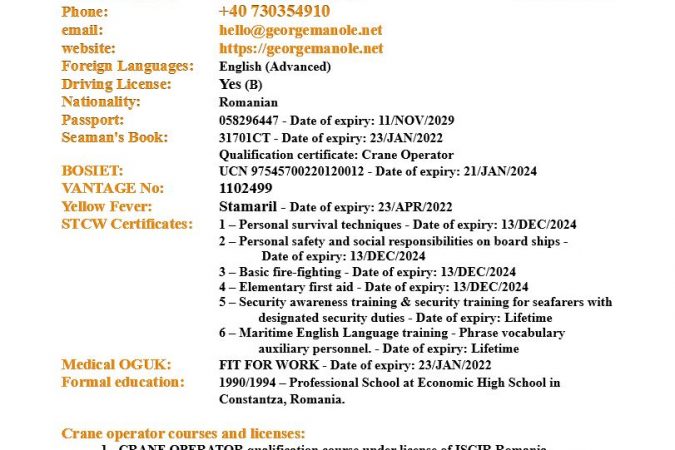 Phone: +40 730354910
email: hello@georgemanole.net
website: https://georgemanole.net
Foreign Languages: English (Advanced)
Driving License: Yes (B)
Nationality: Romanian
Passport: 058296447 - Date of expiry: 11/NOV/2029
Seaman's Book: 31701CT - Date of expiry: 23/JAN/2022
Qualification certificate: Crane Operator
BOSIET: UCN 97545700220120012 - Date of expiry: 21/JAN/2024
VANTAGE No: 1102499
Yellow Fever: Stamaril - Date of expiry: 23/APR/2022
STCW Certificates: 1 – Personal survival techniques - Date of expiry: 13/DEC/2024
2 – Personal safety and social responsibilities on board ships -
Date of expiry: 13/DEC/2024
3 – Basic fire-fighting - Date of expiry: 13/DEC/2024
4 – Elementary first aid - Date of expiry: 13/DEC/2024
5 – Security awareness training & security training for seafarers with
designated security duties - Date of expiry: Lifetime
6 – Maritime English Language training - Phrase vocabulary
auxiliary personnel. - Date of expiry: Lifetime
Medical OGUK: FIT FOR WORK - Date of expiry: 23/JAN/2022
Formal education: 1990/1994 – Professional School at Economic High School in
Constantza, Romania.
Crane operator courses and licenses:
1 – CRANE OPERATOR qualification course under license of ISCIR Romania